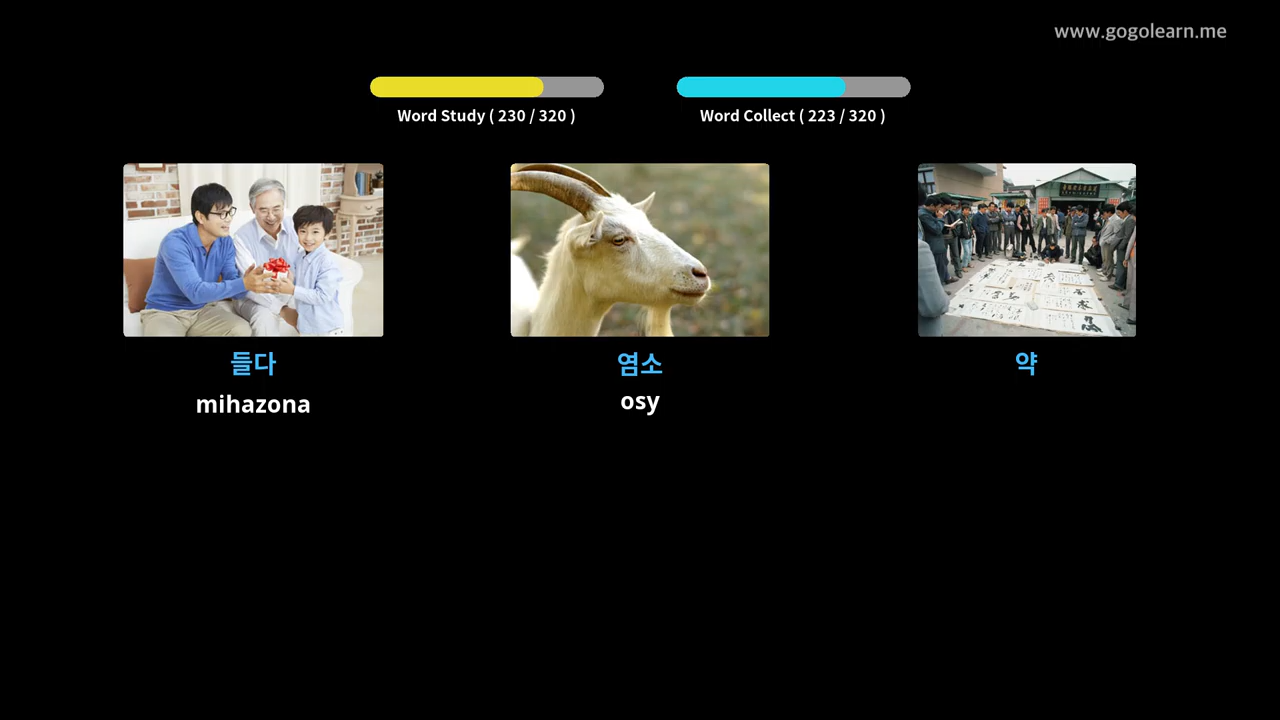 www.gogolearn.me
Word Study ( 230 / 320 )
Word Collect ( 223 / 320 )
들다
염소
약
mihazona
osy